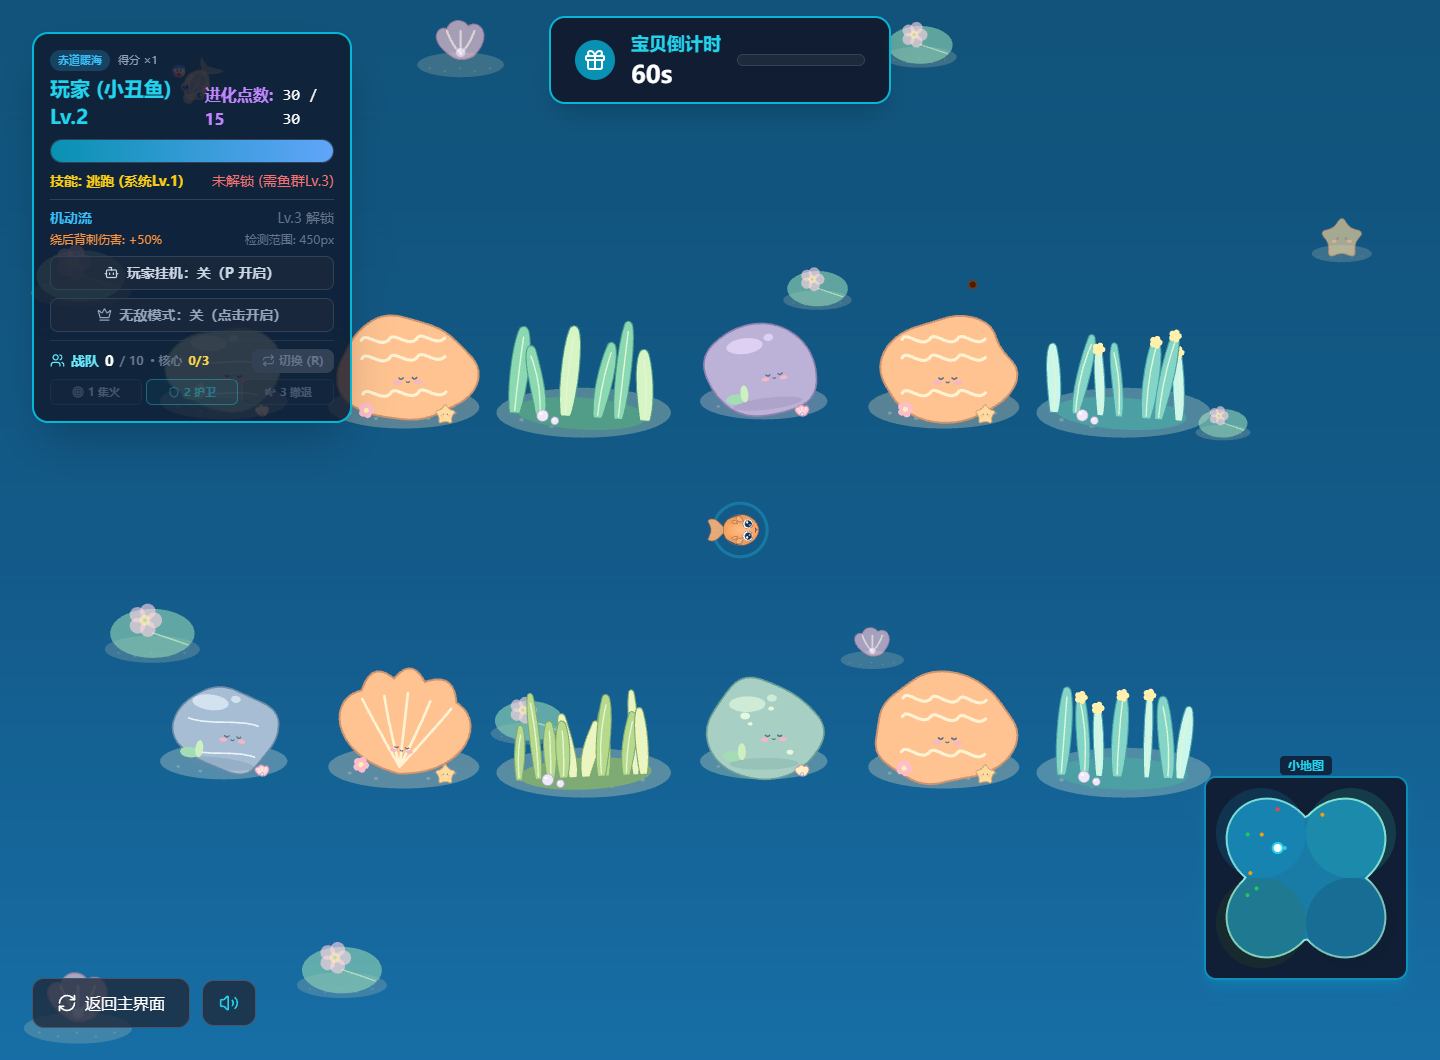 赤道暖海 得分 ×1
玩家 (小丑鱼)
Lv.2
进化点数: 30 /
15 30
技能: 逃跑 (系统Lv.1) 未解锁 (需鱼群Lv.3)
机动流 Lv.3 解锁
绕后背刺伤害: +50% 检测范围: 450px
玩家挂机：关（P 开启）
无敌模式：关（点击开启）
战队 0 / 10 • 核心 0/3 切换 (R)
1 集火 2 护卫 3 撤退
宝贝倒计时
60s
小地图
返回主界面